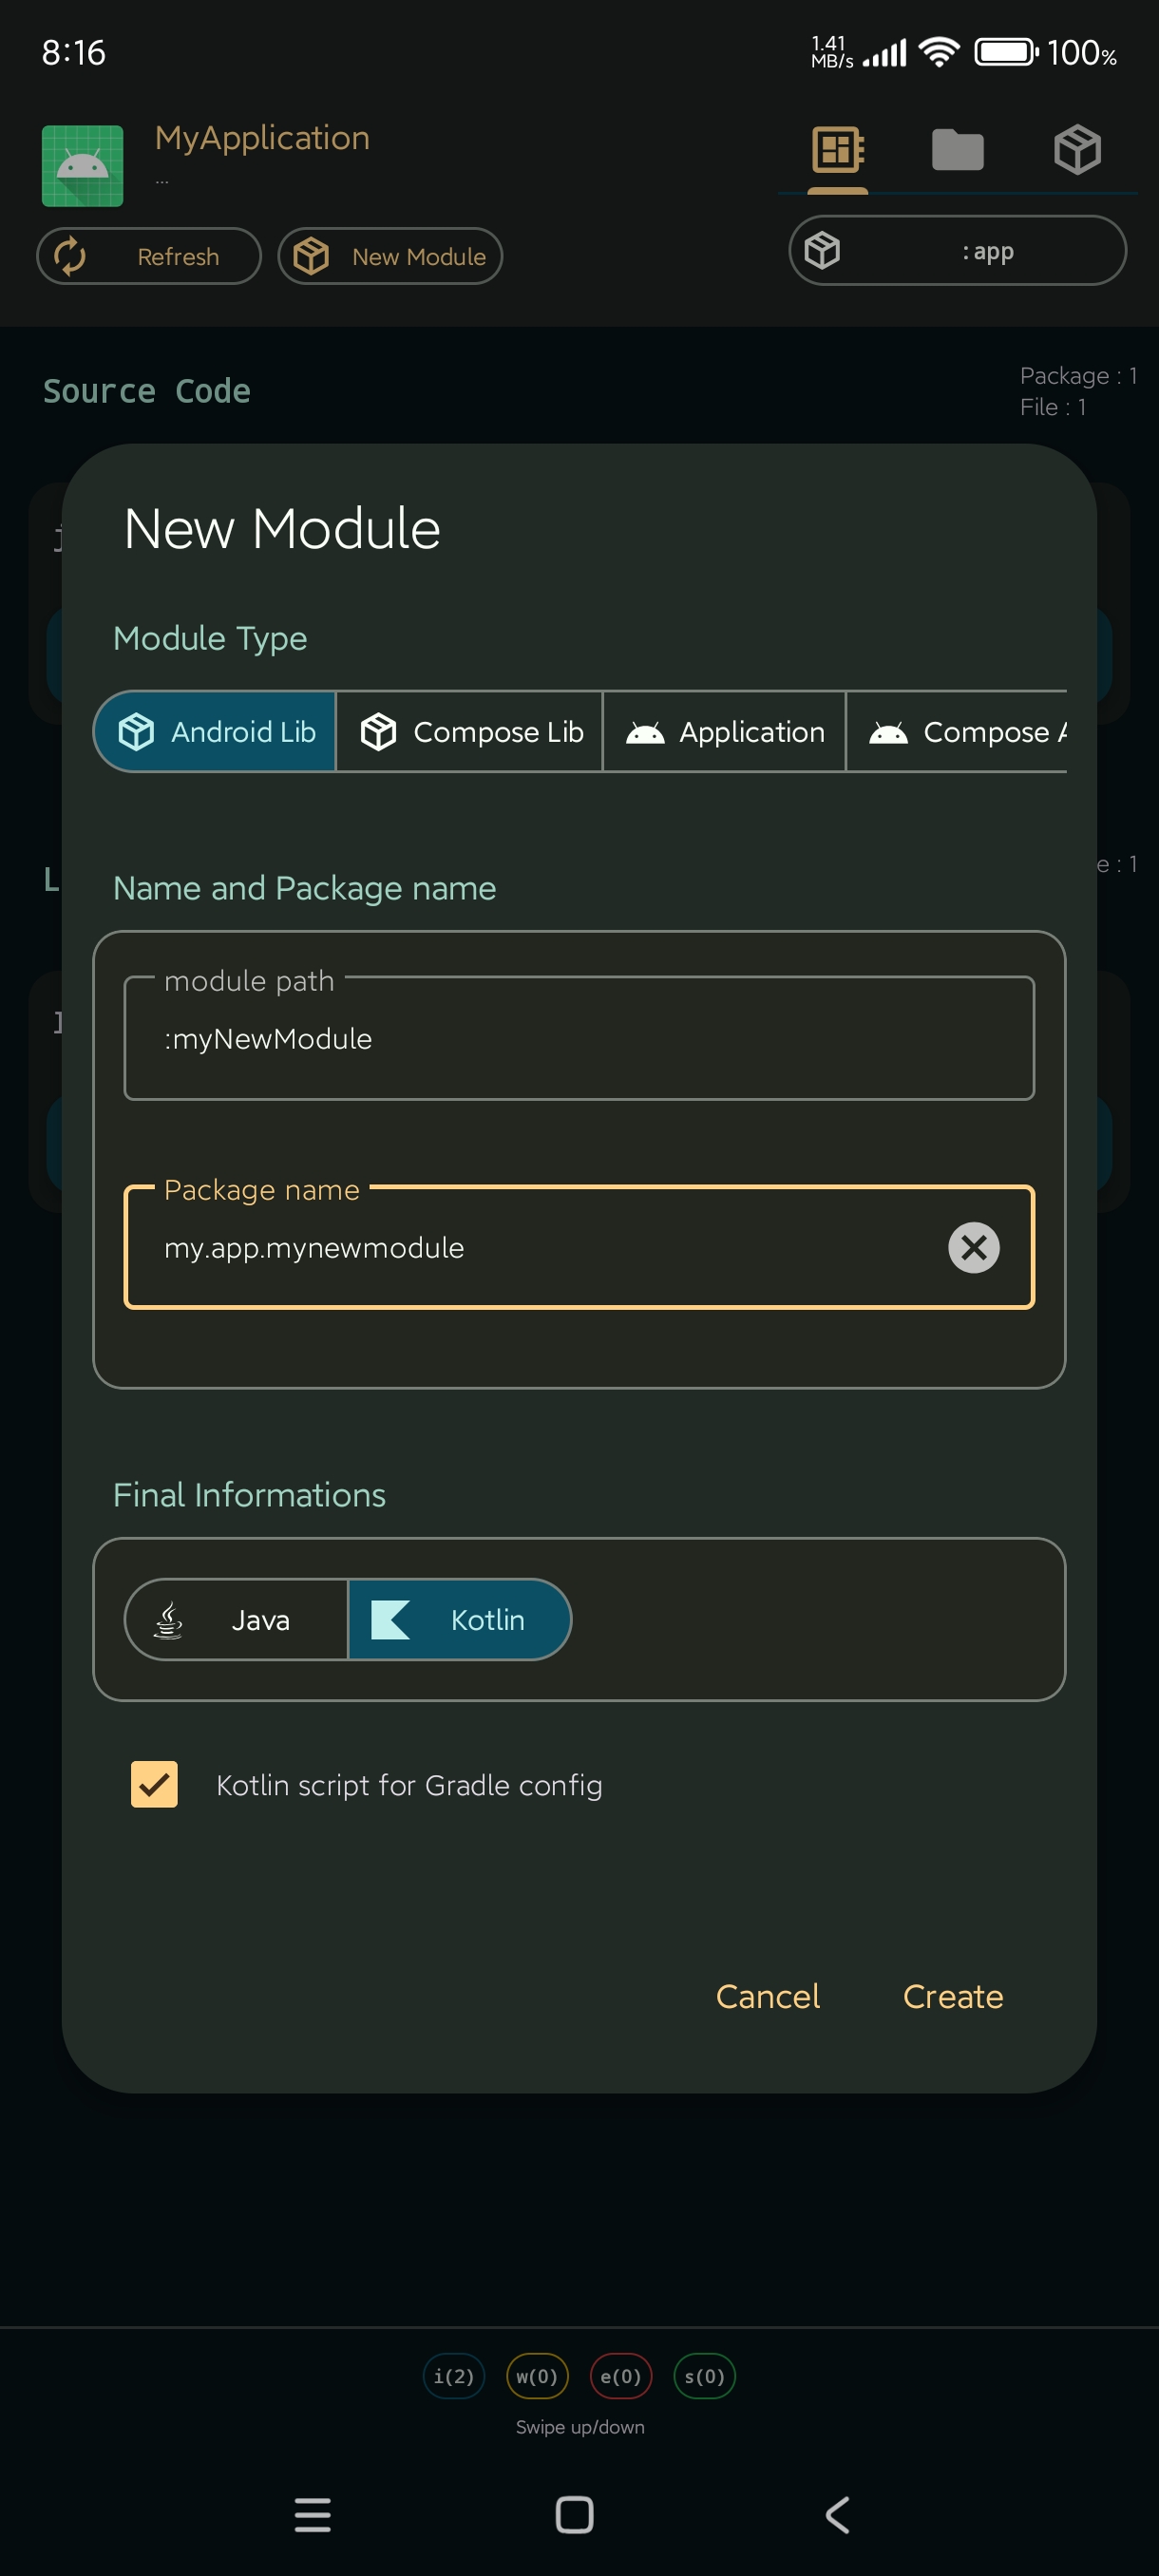 8:16
1.41
MB/s
100%
MyApplication
...
Refresh
New Module
:app
Source Code
Package : 1
File : 1
New Module
Module Type
Android Lib
Compose Lib
Application
Compose
Name and Package name
module path
:myNewModule
Package name
my.app.mynewmodule
Final Informations
Java
Kotlin
Kotlin script for Gradle config
Cancel
Create
i(2)
w(0)
e(0)
s(0)
Swipe up/down